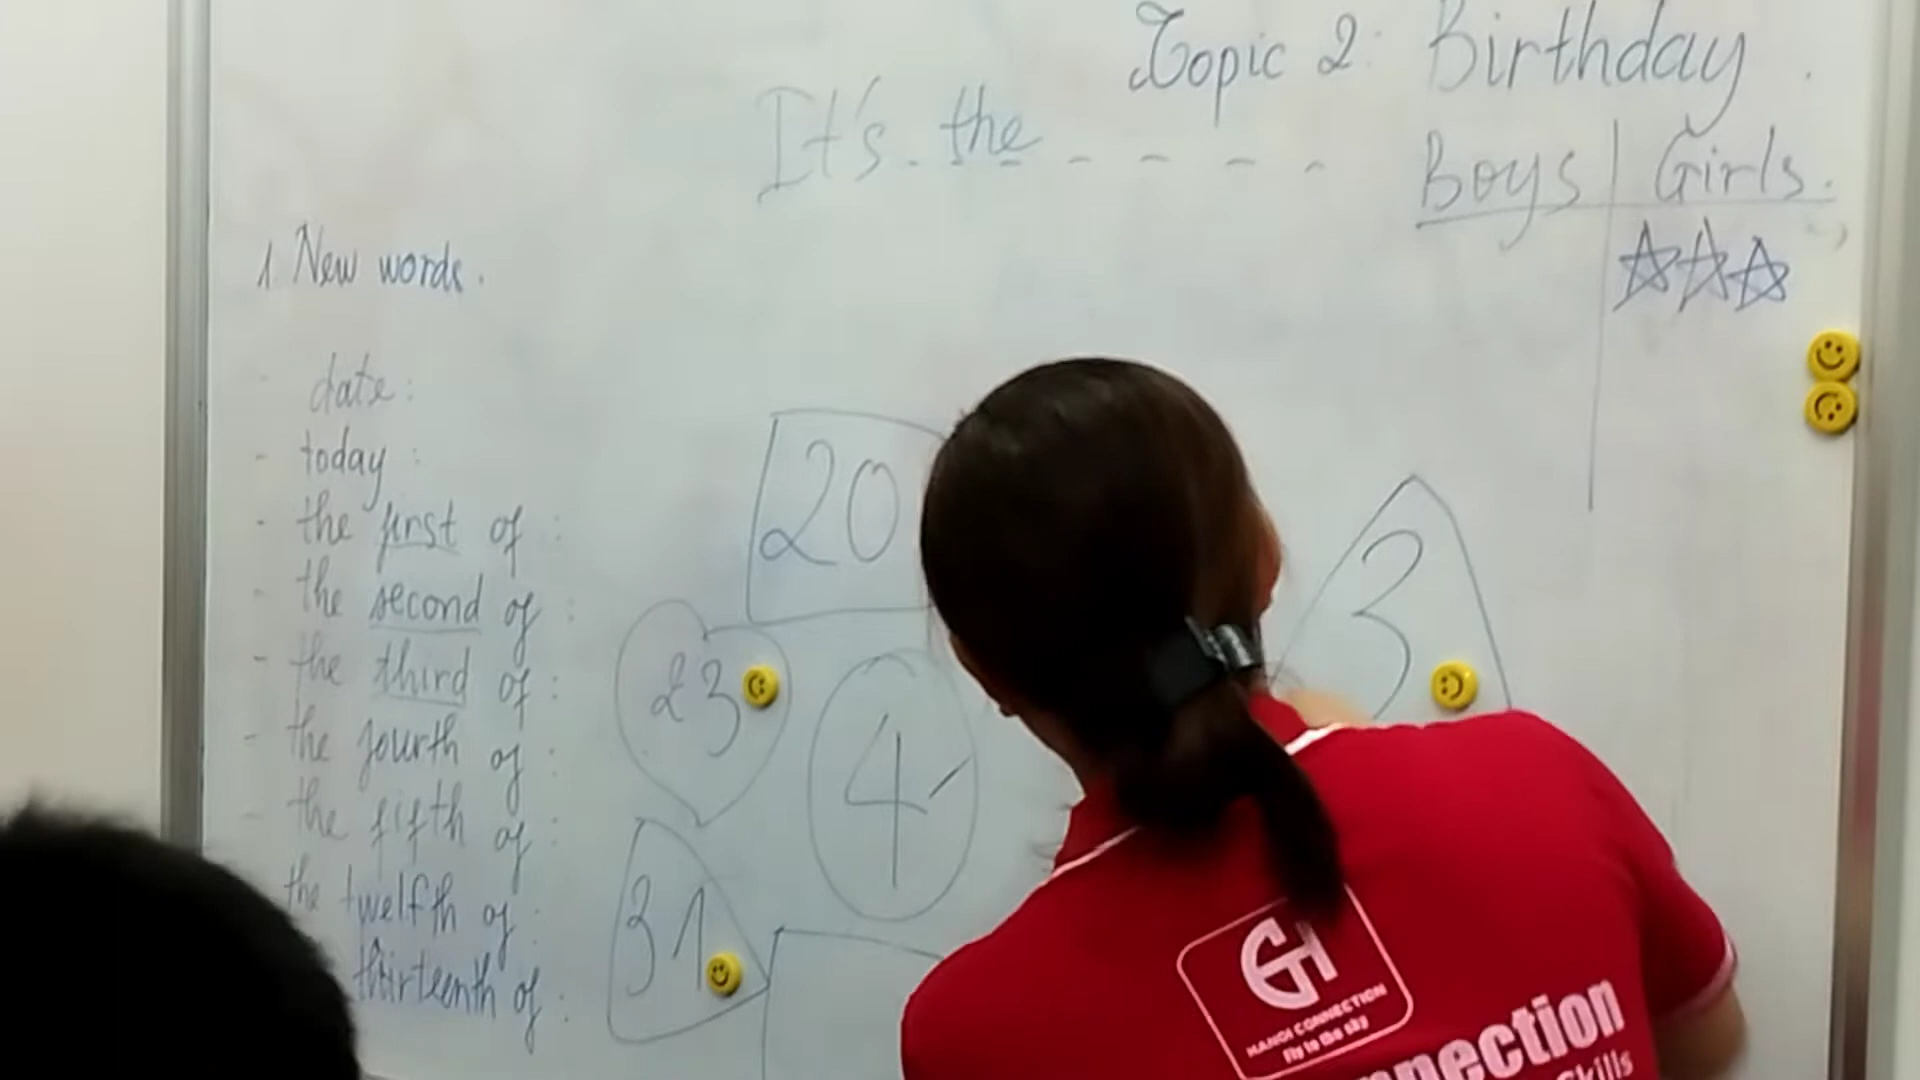 Topic 2: Birthday.
It's the - - - -
Boys | Girls.
1. New words.
- date:
- today:
- the first of:
- the second of:
- the third of:
- the fourth of:
- the fifth of:
the twelfth of:
thirteenth of:
20
23
4
3
31
GH
HANOI CONNECTION
Fly to the sky
nnection
Skills